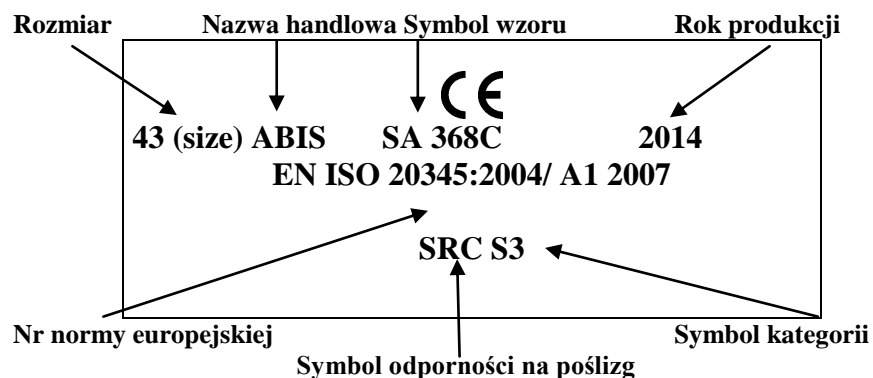 Rozmiar Nazwa handlowa Symbol wzoru Rok produkcji
CE
43 (size) ABIS SA 368C 2014
EN ISO 20345:2004/ A1 2007
SRC S3
Nr normy europejskiej Symbol kategorii
Symbol odporności na poślizg